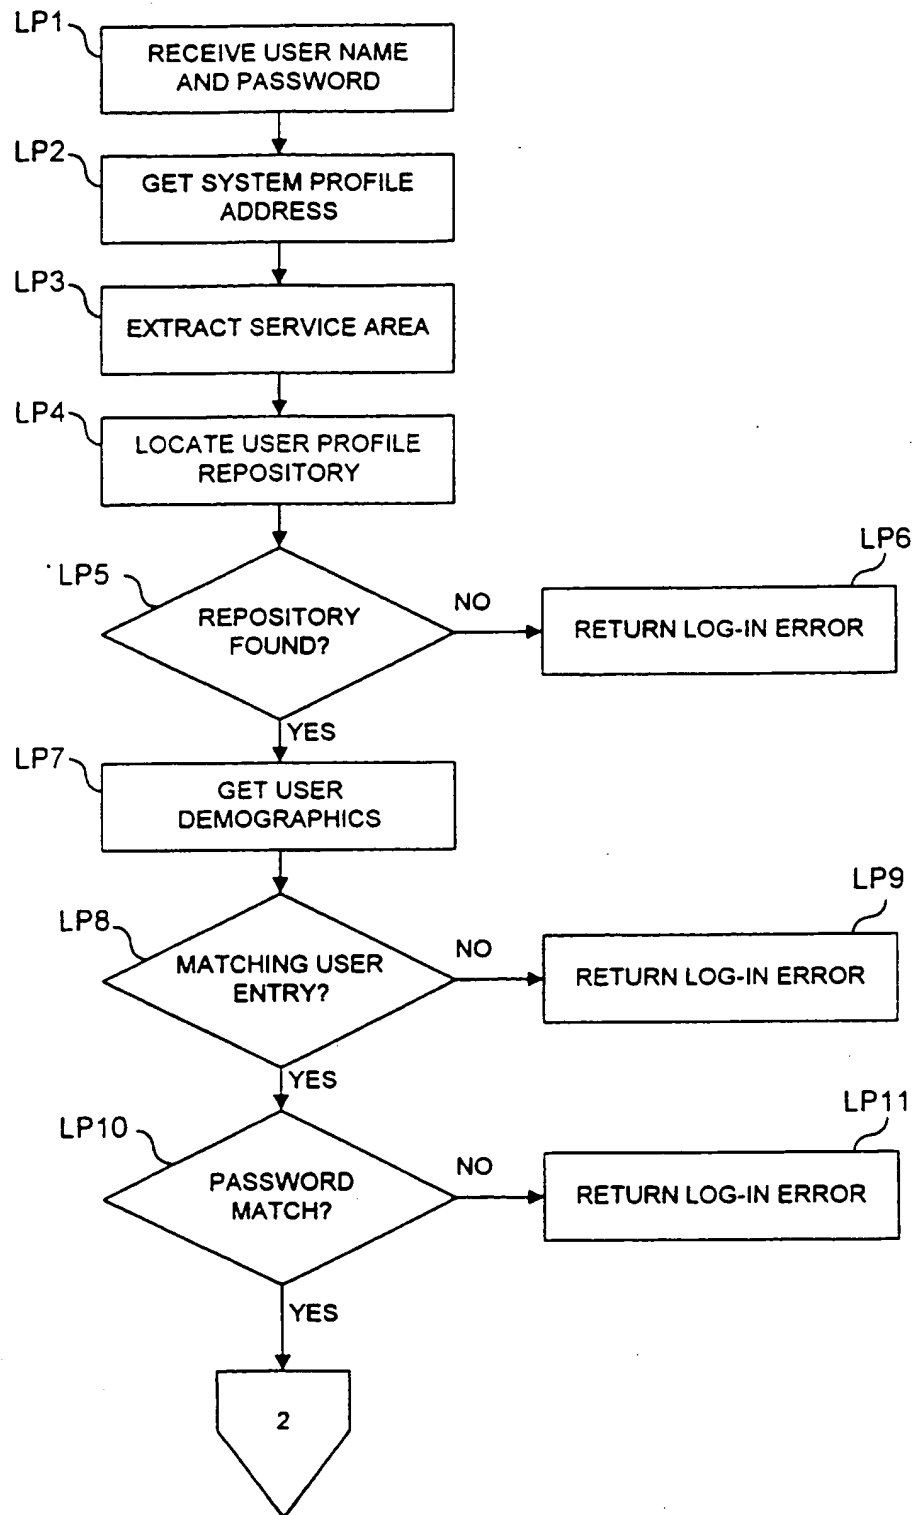 LP1
RECEIVE USER NAME
AND PASSWORD
LP2
GET SYSTEM PROFILE
ADDRESS
LP3
EXTRACT SERVICE AREA
LP4
LOCATE USER PROFILE
REPOSITORY
LP5
REPOSITORY
FOUND?
NO
LP6
RETURN LOG-IN ERROR
YES
LP7
GET USER
DEMOGRAPHICS
LP8
MATCHING USER
ENTRY?
NO
LP9
RETURN LOG-IN ERROR
YES
LP10
PASSWORD
MATCH?
NO
LP11
RETURN LOG-IN ERROR
YES
2